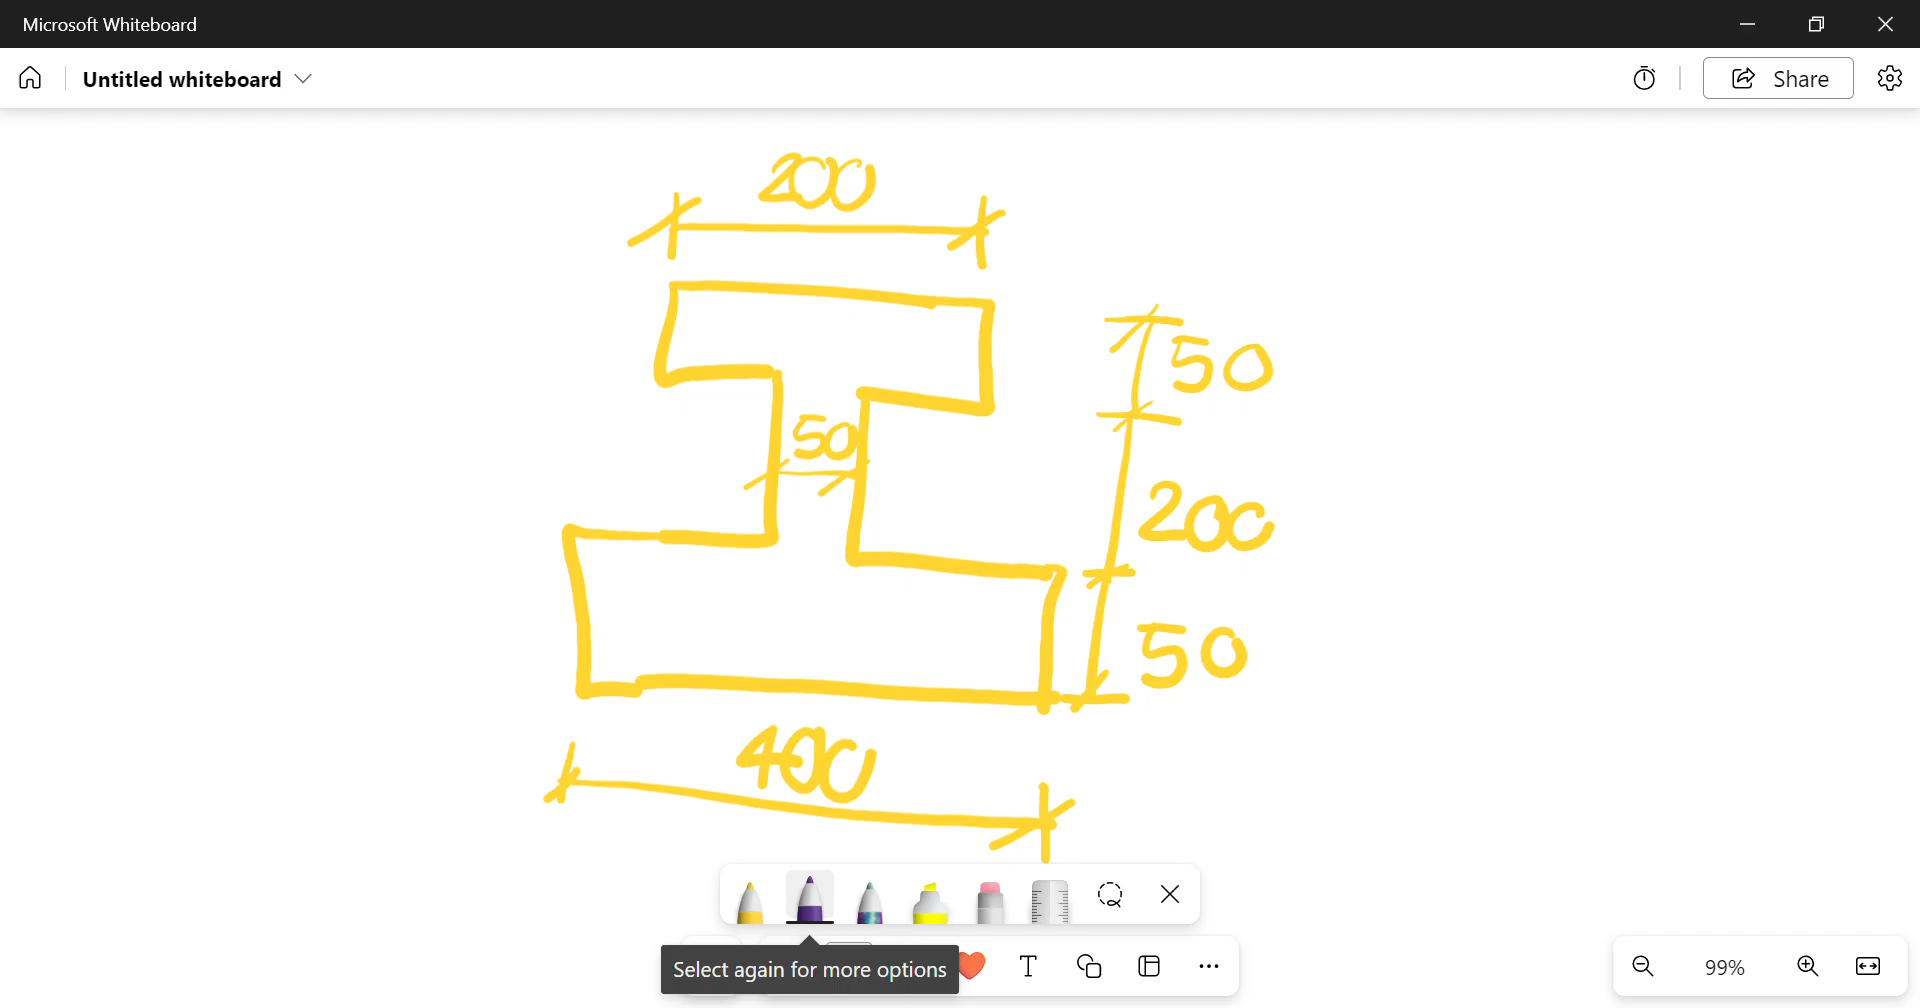 Microsoft Whiteboard
Untitled whiteboard
Share
200
50
50
200
50
400
Select again for more options
T
99%